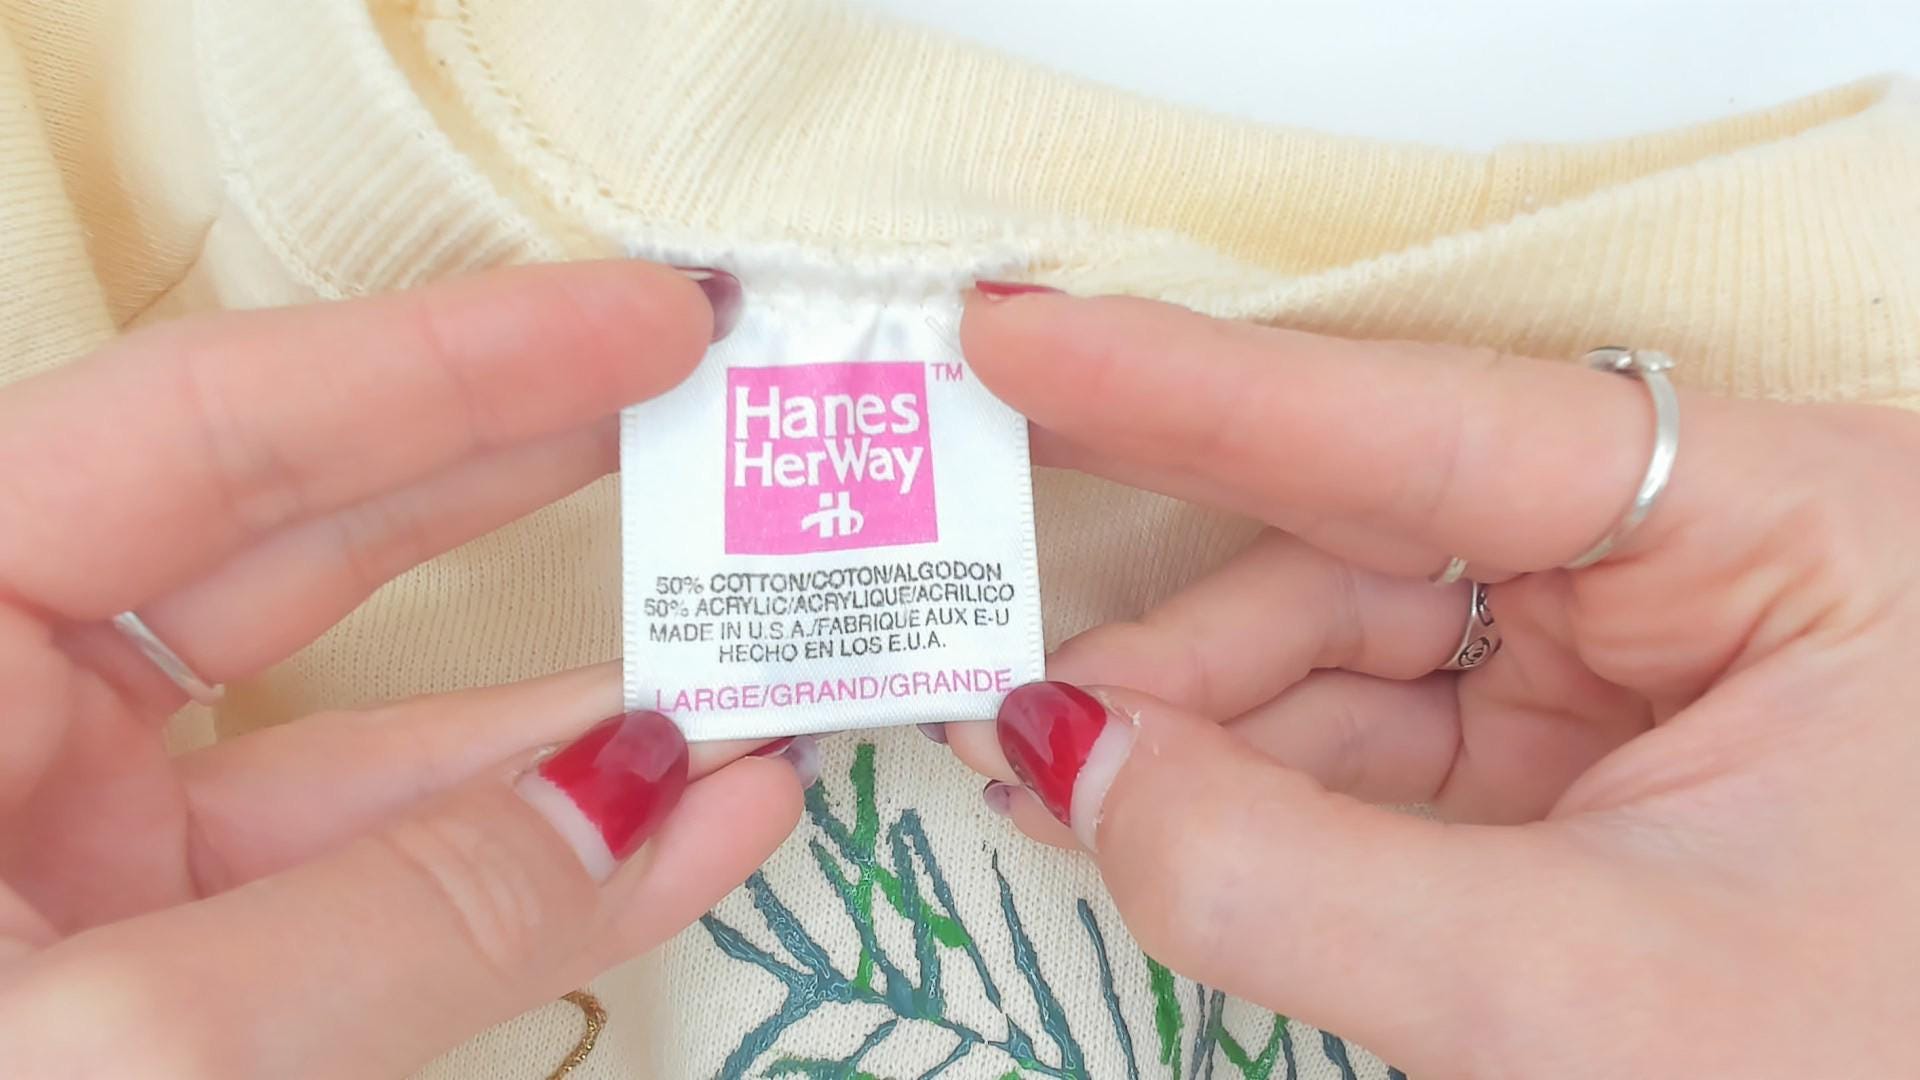 Hanes TM
HerWay
50% COTTON/COTON/ALGODON
50% ACRYLIC/ACRYLIQUE/ACRILICO
MADE IN U.S.A./FABRIQUE AUX E-U
HECHO EN LOS E.U.A.
LARGE/GRAND/GRANDE